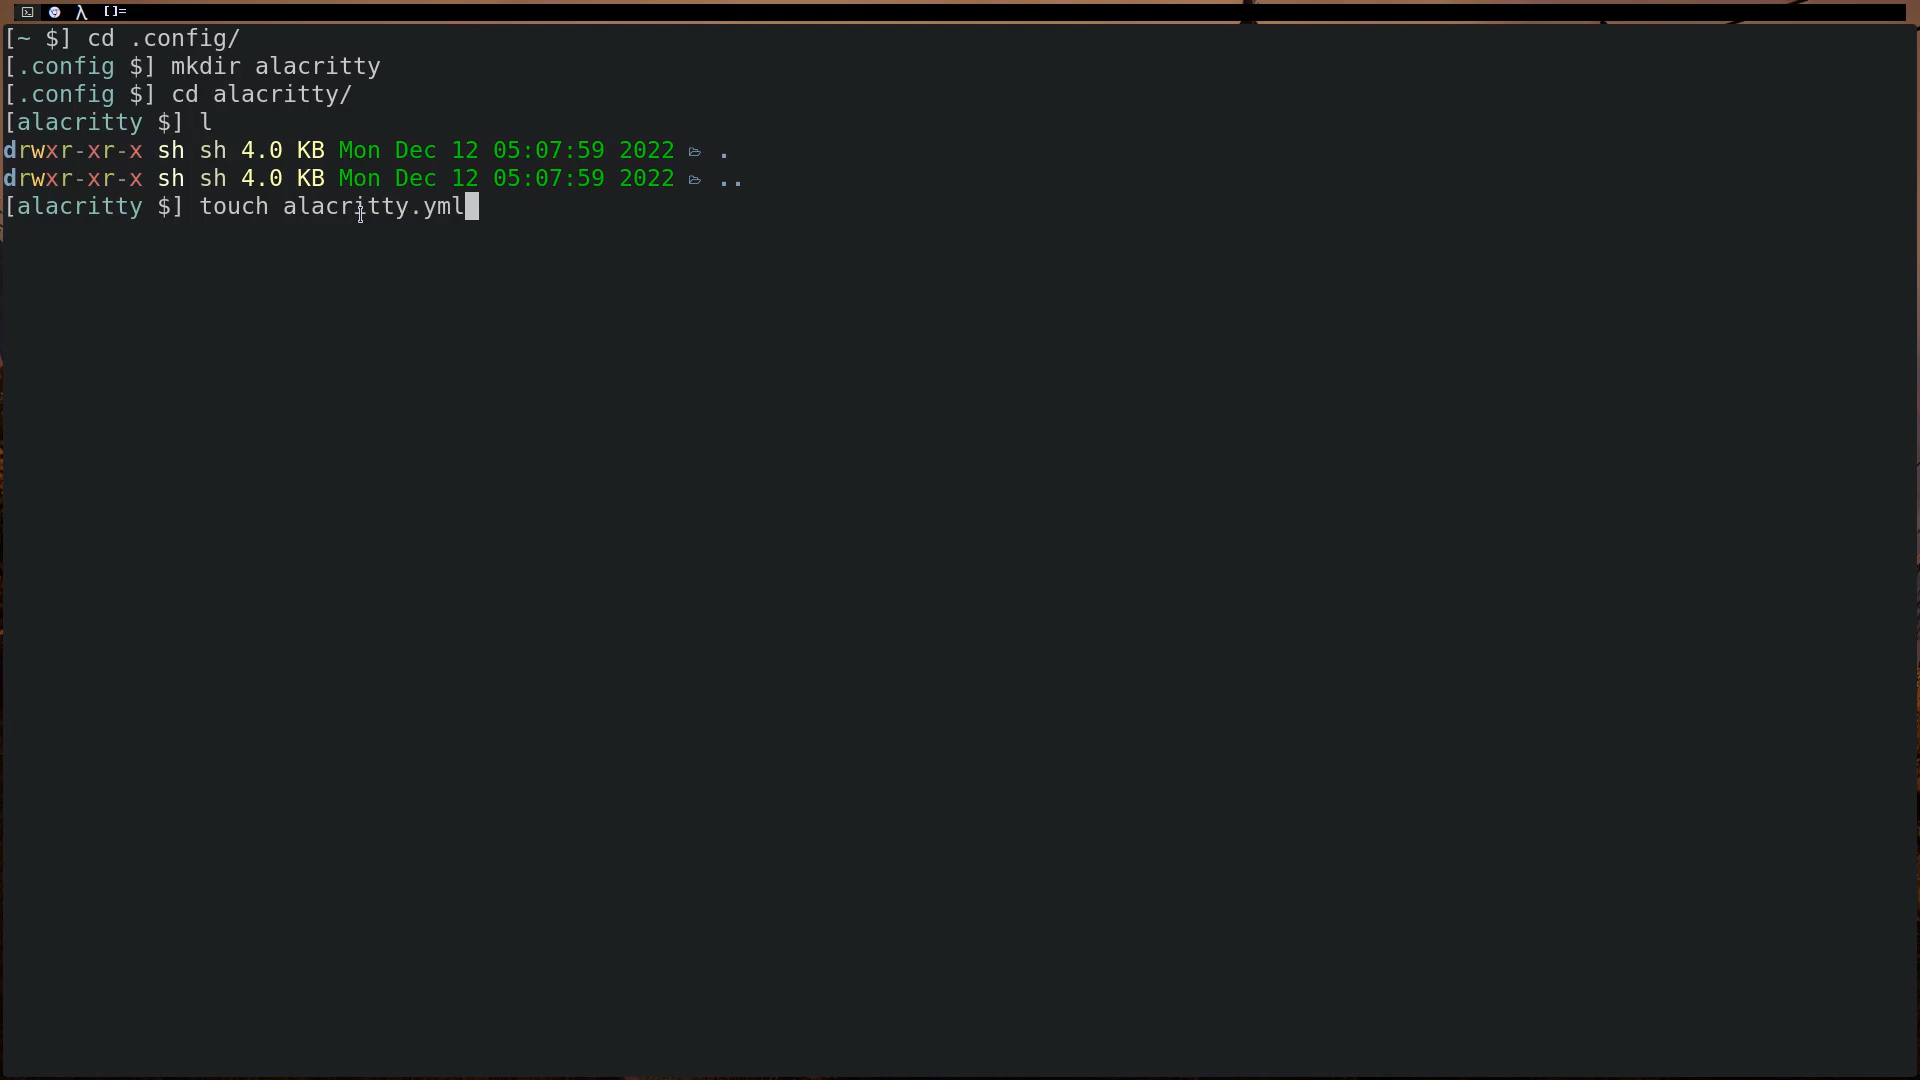 λ []=
[~ $] cd .config/
[.config $] mkdir alacritty
[.config $] cd alacritty/
[alacritty $] l
drwxr-xr-x sh sh 4.0 KB Mon Dec 12 05:07:59 2022 .
drwxr-xr-x sh sh 4.0 KB Mon Dec 12 05:07:59 2022 ..
[alacritty $] touch alacritty.yml